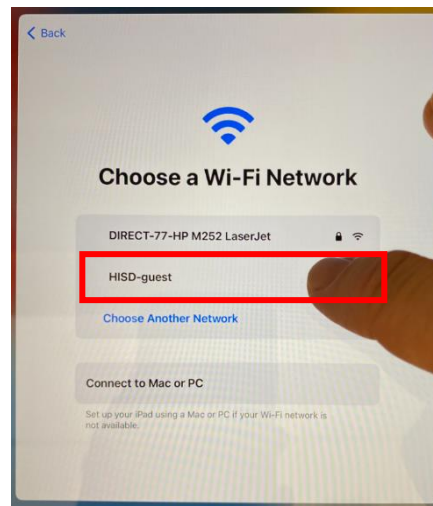 Back
Choose a Wi-Fi Network
DIRECT-77-HP M252 LaserJet
HISD-guest
Choose Another Network
Connect to Mac or PC
Set up your iPad using a Mac or PC if your Wi-Fi network is
not available.